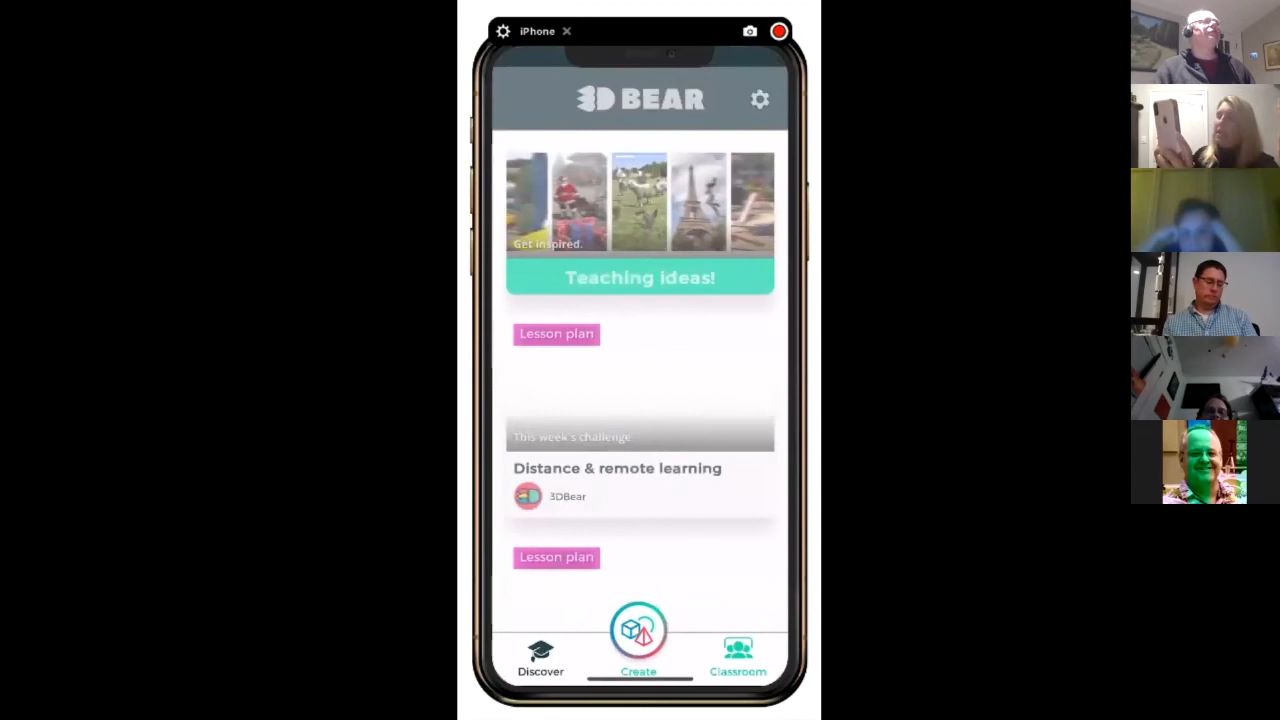 iPhone
3D BEAR
Get inspired.
Teaching ideas!
Lesson plan
This week's challenge
Distance & remote learning
3DBear
Lesson plan
Discover
Create
Classroom